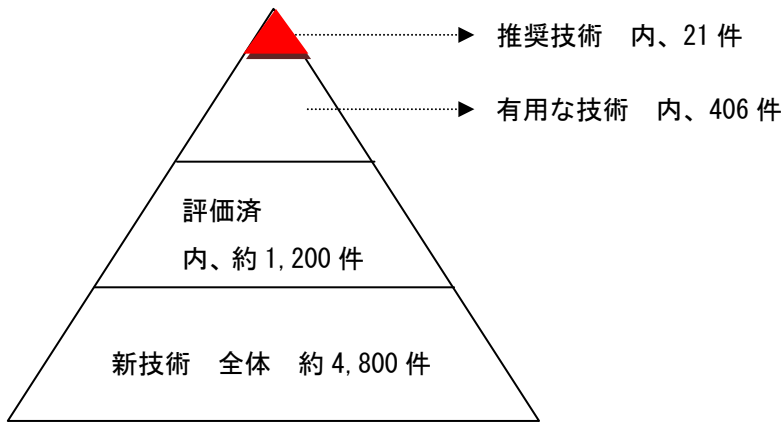 推奨技術　内、21 件
有用な技術　内、406 件
評価済
内、約 1,200 件
新技術　全体　約 4,800 件